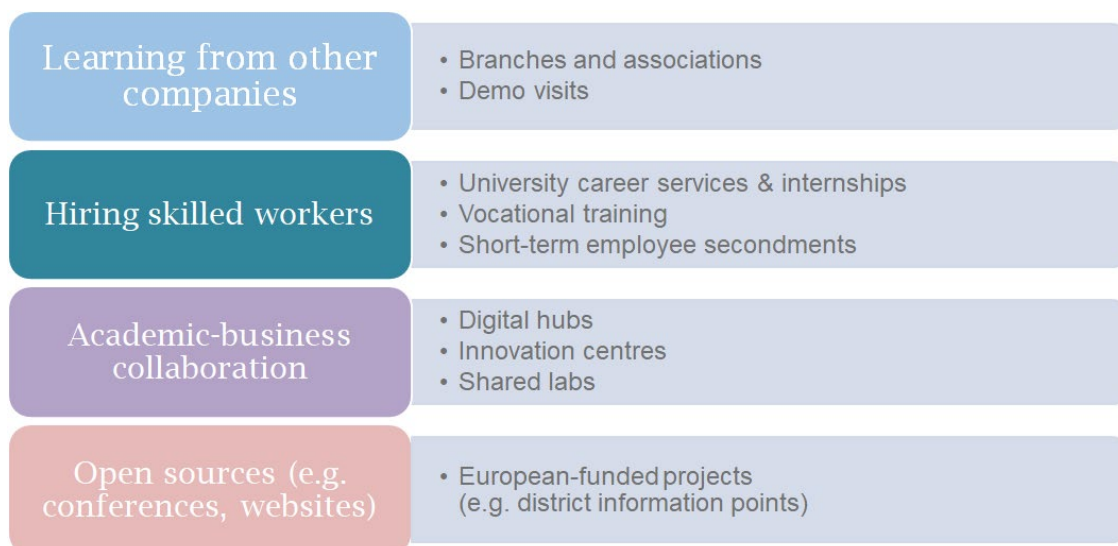 Learning from other
companies
• Branches and associations
• Demo visits
Hiring skilled workers
• University career services & internships
• Vocational training
• Short-term employee secondments
Academic-business
collaboration
• Digital hubs
• Innovation centres
• Shared labs
Open sources (e.g.
conferences, websites)
• European-funded projects
(e.g. district information points)